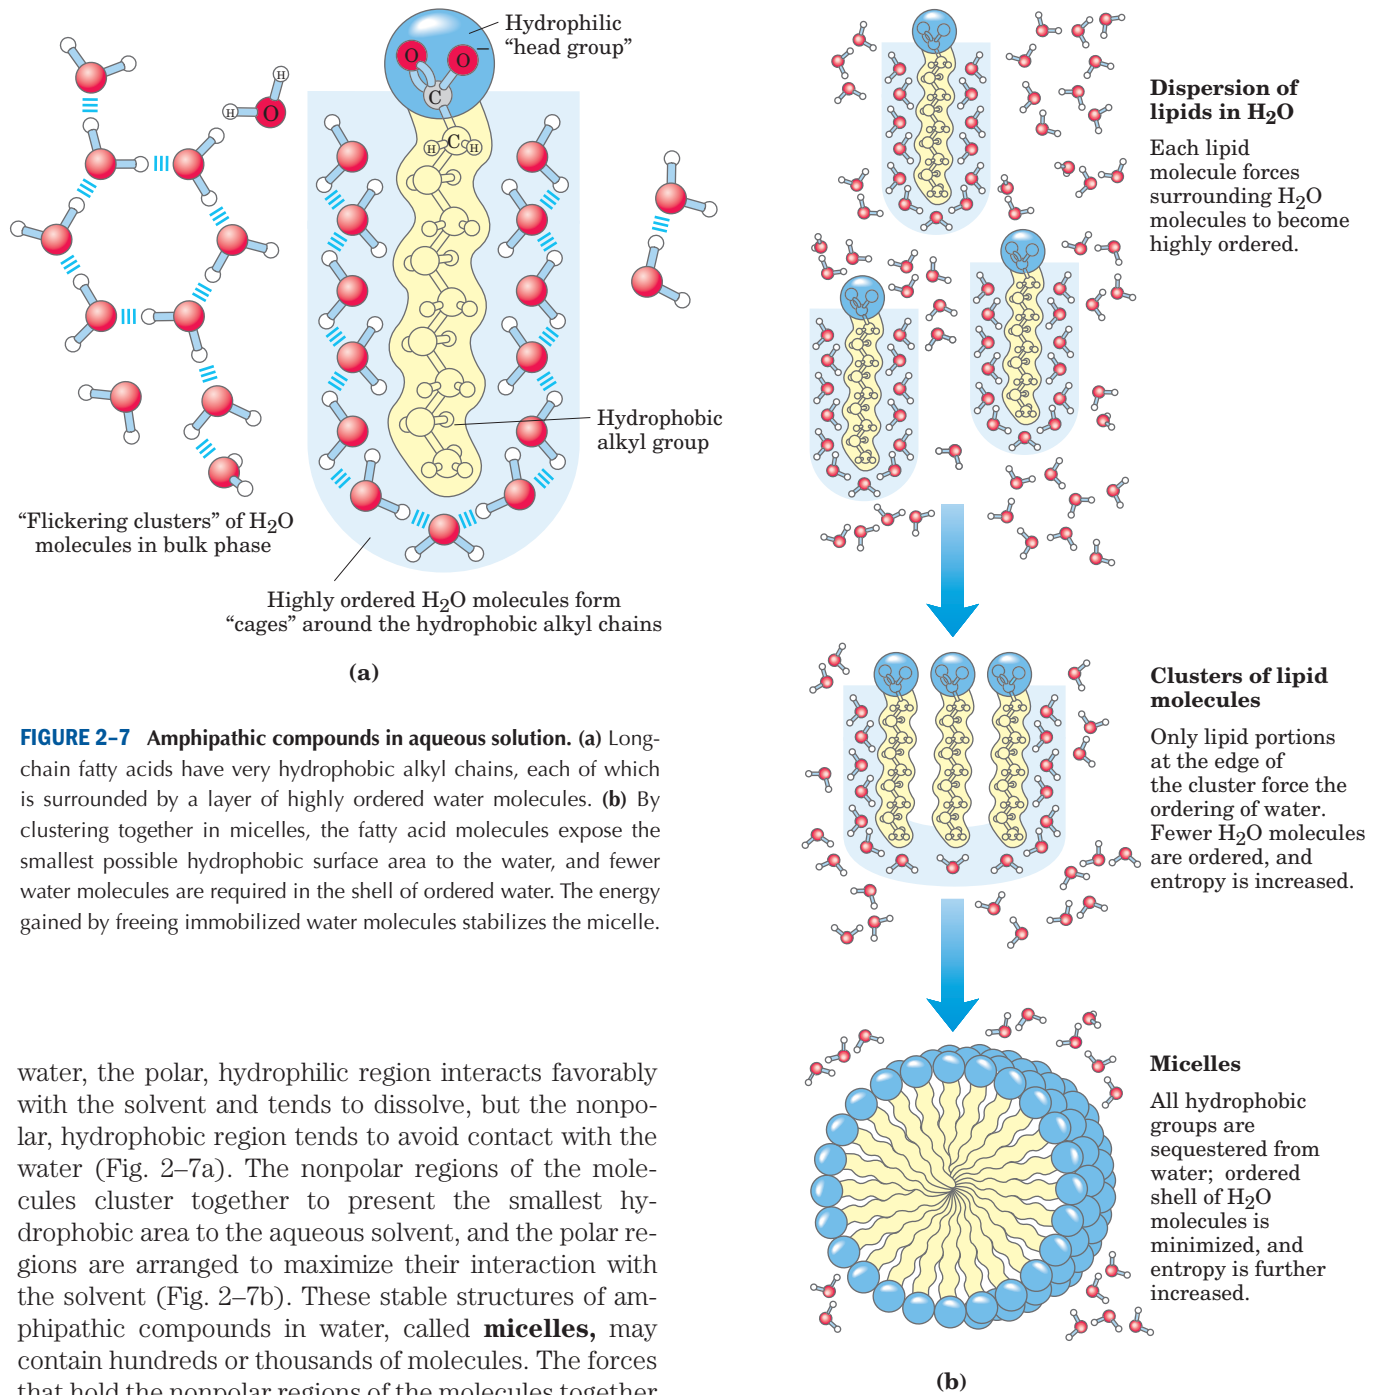 Hydrophilic
“head group”
O
O
–
C
C
H
H
H
H
O
Hydrophobic
alkyl group
“Flickering clusters” of H2O
molecules in bulk phase
Highly ordered H2O molecules form
“cages” around the hydrophobic alkyl chains
(a)
FIGURE 2–7 Amphipathic compounds in aqueous solution. (a) Long-
chain fatty acids have very hydrophobic alkyl chains, each of which
is surrounded by a layer of highly ordered water molecules. (b) By
clustering together in micelles, the fatty acid molecules expose the
smallest possible hydrophobic surface area to the water, and fewer
water molecules are required in the shell of ordered water. The energy
gained by freeing immobilized water molecules stabilizes the micelle.
water, the polar, hydrophilic region interacts favorably
with the solvent and tends to dissolve, but the nonpo-
lar, hydrophobic region tends to avoid contact with the
water (Fig. 2–7a). The nonpolar regions of the mole-
cules cluster together to present the smallest hy-
drophobic area to the aqueous solvent, and the polar re-
gions are arranged to maximize their interaction with
the solvent (Fig. 2–7b). These stable structures of am-
phipathic compounds in water, called micelles, may
contain hundreds or thousands of molecules. The forces
that hold the nonpolar regions of the molecules together
Dispersion of
lipids in H2O
Each lipid
molecule forces
surrounding H2O
molecules to become
highly ordered.
Clusters of lipid
molecules
Only lipid portions
at the edge of
the cluster force the
ordering of water.
Fewer H2O molecules
are ordered, and
entropy is increased.
Micelles
All hydrophobic
groups are
sequestered from
water; ordered
shell of H2O
molecules is
minimized, and
entropy is further
increased.
(b)